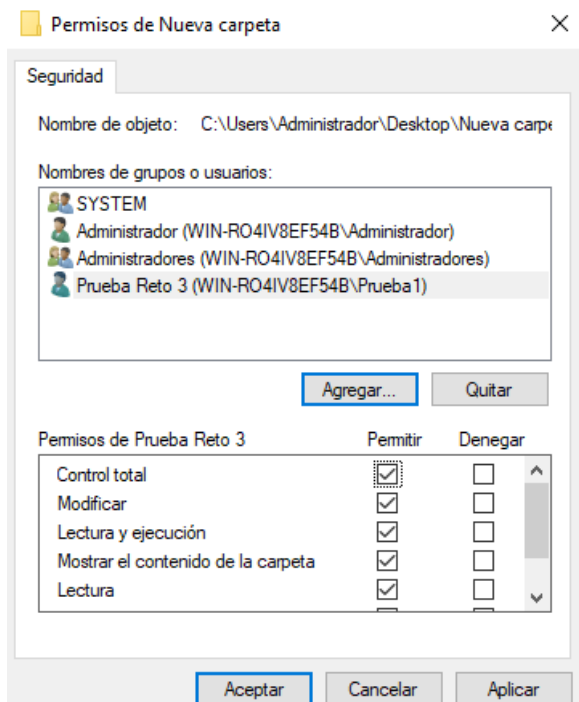 Permisos de Nueva carpeta
Seguridad
Nombre de objeto: C:\Users\Administrador\Desktop\Nueva carpe
Nombres de grupos o usuarios:
SYSTEM
Administrador (WIN-RO4IV8EF54B\Administrador)
Administradores (WIN-RO4IV8EF54B\Administradores)
Prueba Reto 3 (WIN-RO4IV8EF54B\Prueba1)
Agregar... Quitar
Permisos de Prueba Reto 3 Permitir Denegar
Control total
Modificar
Lectura y ejecución
Mostrar el contenido de la carpeta
Lectura
Aceptar Cancelar Aplicar